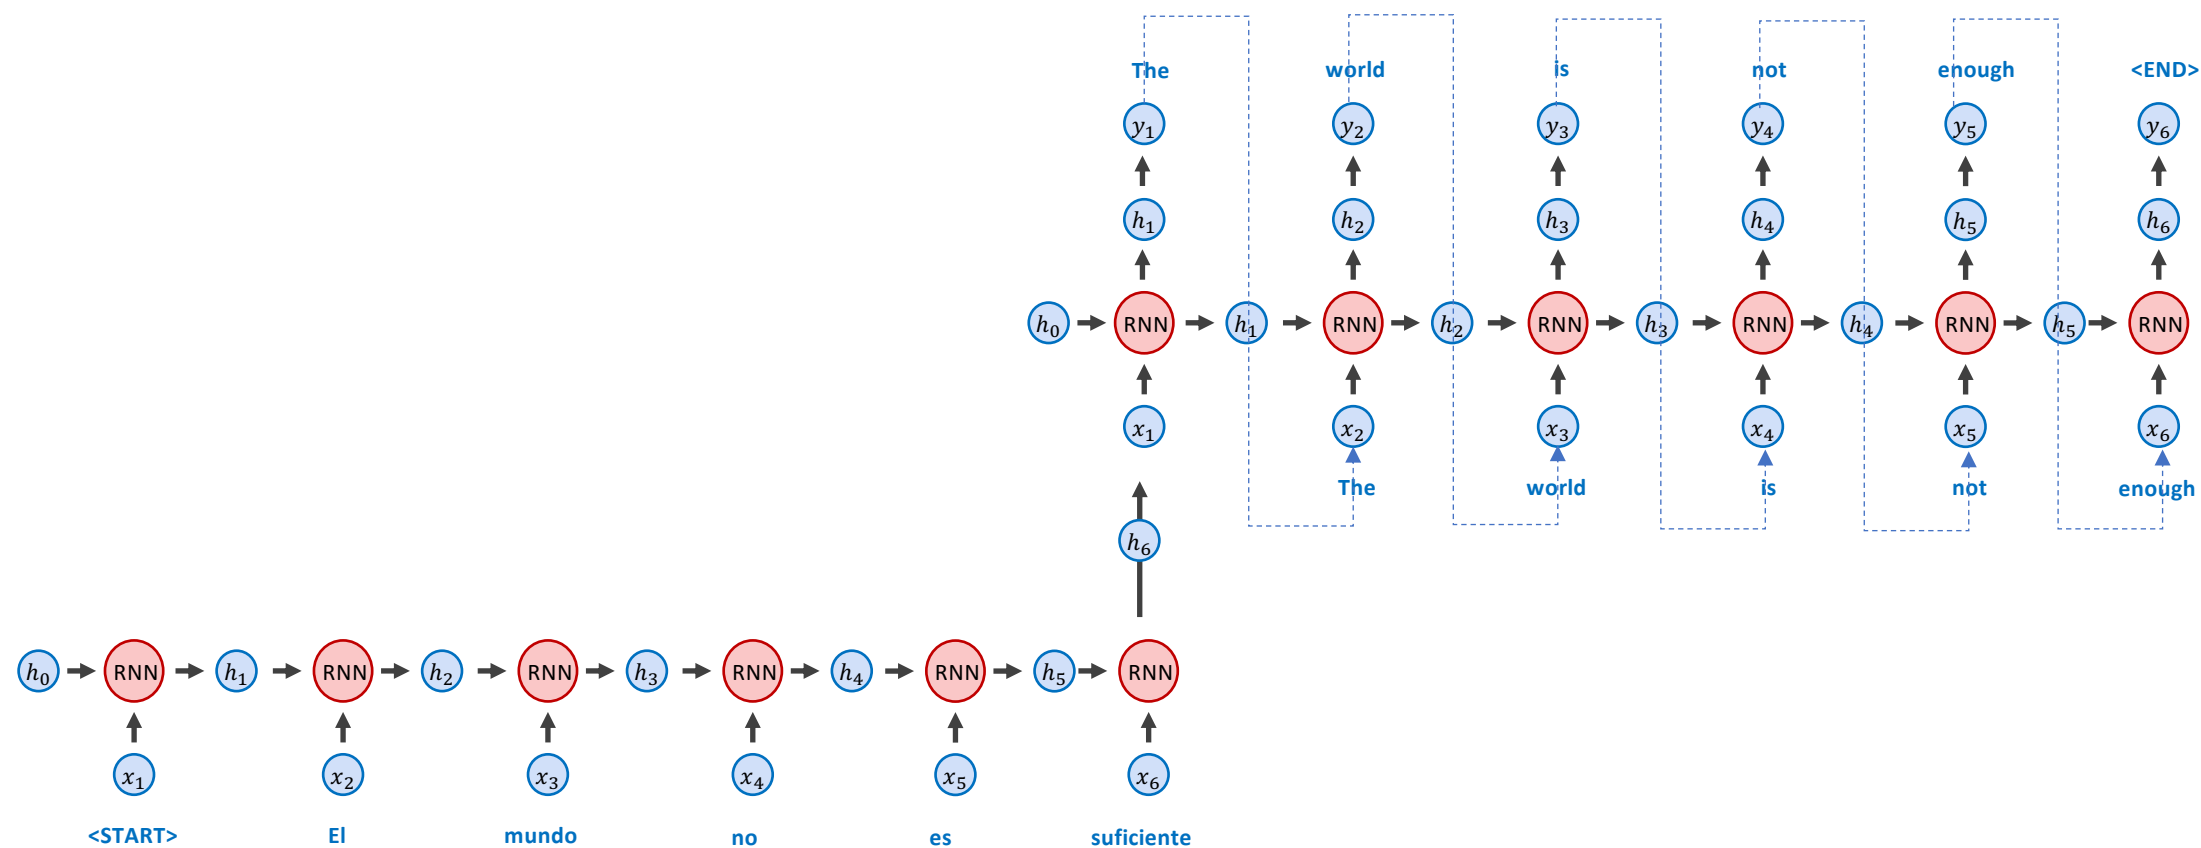 The world is not enough <END>
y1 y2 y3 y4 y5 y6
h1 h2 h3 h4 h5 h6
h0 RNN h1 RNN h2 RNN h3 RNN h4 RNN h5 RNN
x1 x2 x3 x4 x5 x6
The world is not enough
h6
h0 RNN h1 RNN h2 RNN h3 RNN h4 RNN h5 RNN
x1 x2 x3 x4 x5 x6
<START> El mundo no es suficiente